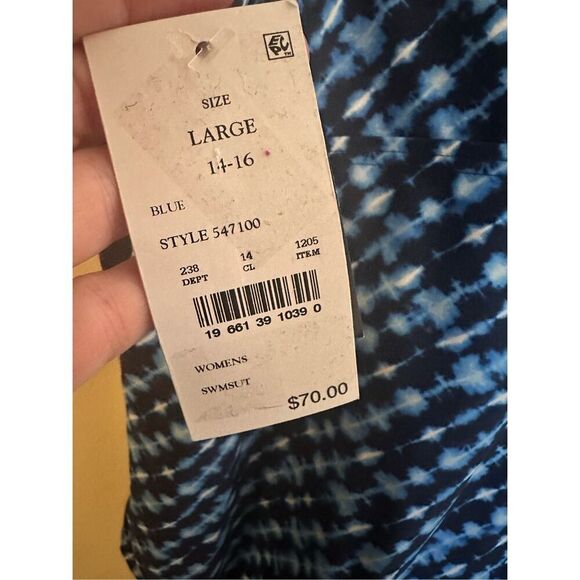 SIZE
LARGE
14-16
BLUE
STYLE 547100
238 14 1205
DEPT CL ITEM
19 661 39 1039 0
WOMENS
SWMSUT
$70.00